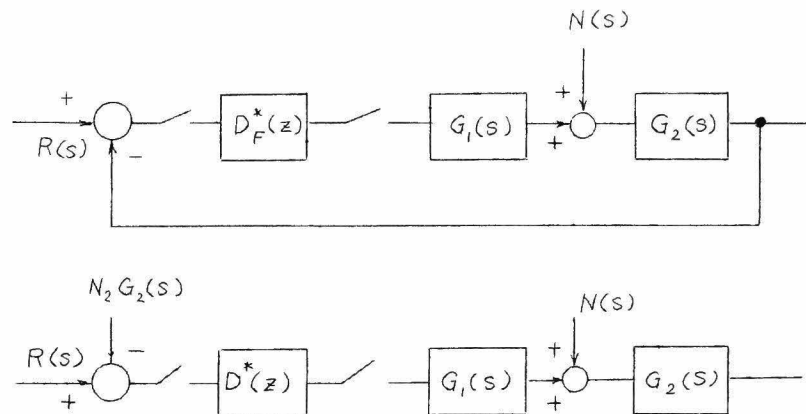 N(s)
+
+
R(s)
−
D*F(z)
G₁(s)
+
G₂(s)
N₂G₂(s)
N(s)
R(s)
−
+
D*(z)
G₁(s)
+
+
G₂(s)